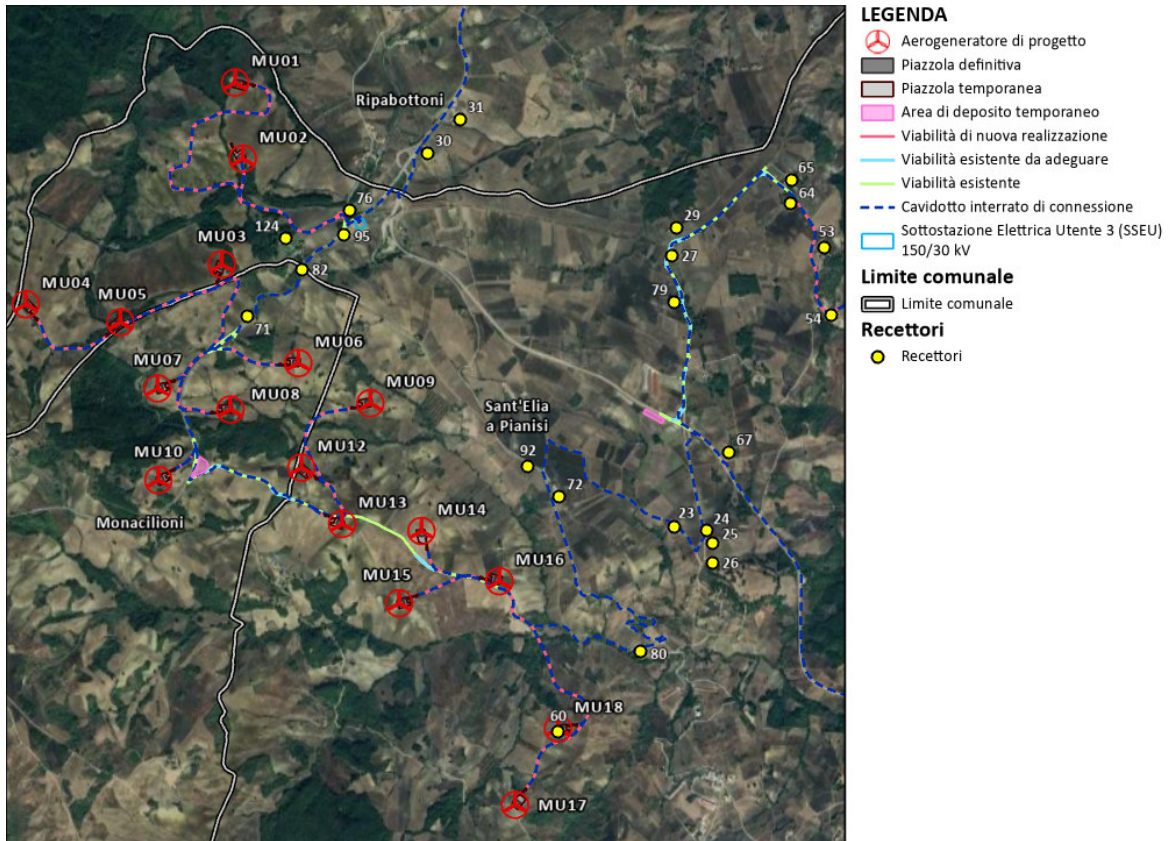 MU01
Ripabottoni
31
MU02
30
65
64
76
124
95
29
53
MU03
27
82
MU04
79
54
MU05
71
MU06
MU07
MU09
MU08
Sant'Elia
a Pianisi
MU12
MU10
92
67
72
Monacilioni
MU13
MU14
23
24
25
26
MU16
MU15
80
60
MU18
MU17
LEGENDA
Aerogeneratore di progetto
Piazzola definitiva
Piazzola temporanea
Area di deposito temporaneo
Viabilità di nuova realizzazione
Viabilità esistente da adeguare
Viabilità esistente
Cavidotto interrato di connessione
Sottostazione Elettrica Utente 3 (SSEU)
150/30 kV
Limite comunale
Limite comunale
Recettori
Recettori